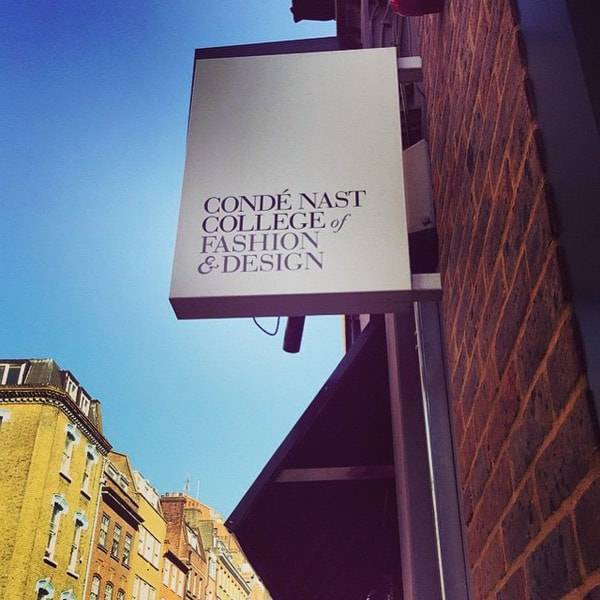 CONDÉ NAST
COLLEGE of
FASHION
& DESIGN